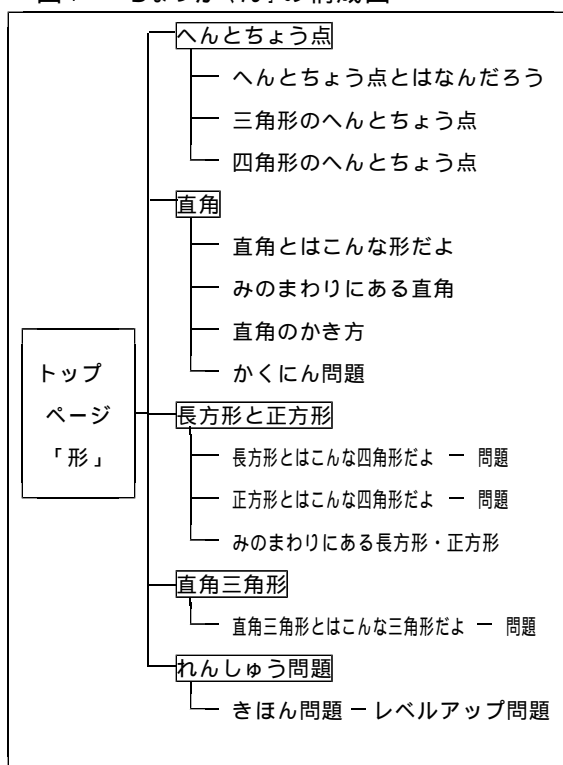 へんとちょう点
へんとちょう点とはなんだろう
三角形のへんとちょう点
四角形のへんとちょう点
直角
直角とはこんな形だよ
みのまわりにある直角
直角のかき方
かくにん問題
トップ
ページ
「形」
長方形と正方形
長方形とはこんな四角形だよ － 問題
正方形とはこんな四角形だよ － 問題
みのまわりにある長方形・正方形
直角三角形
直角三角形とはこんな三角形だよ － 問題
れんしゅう問題
きほん問題－レベルアップ問題